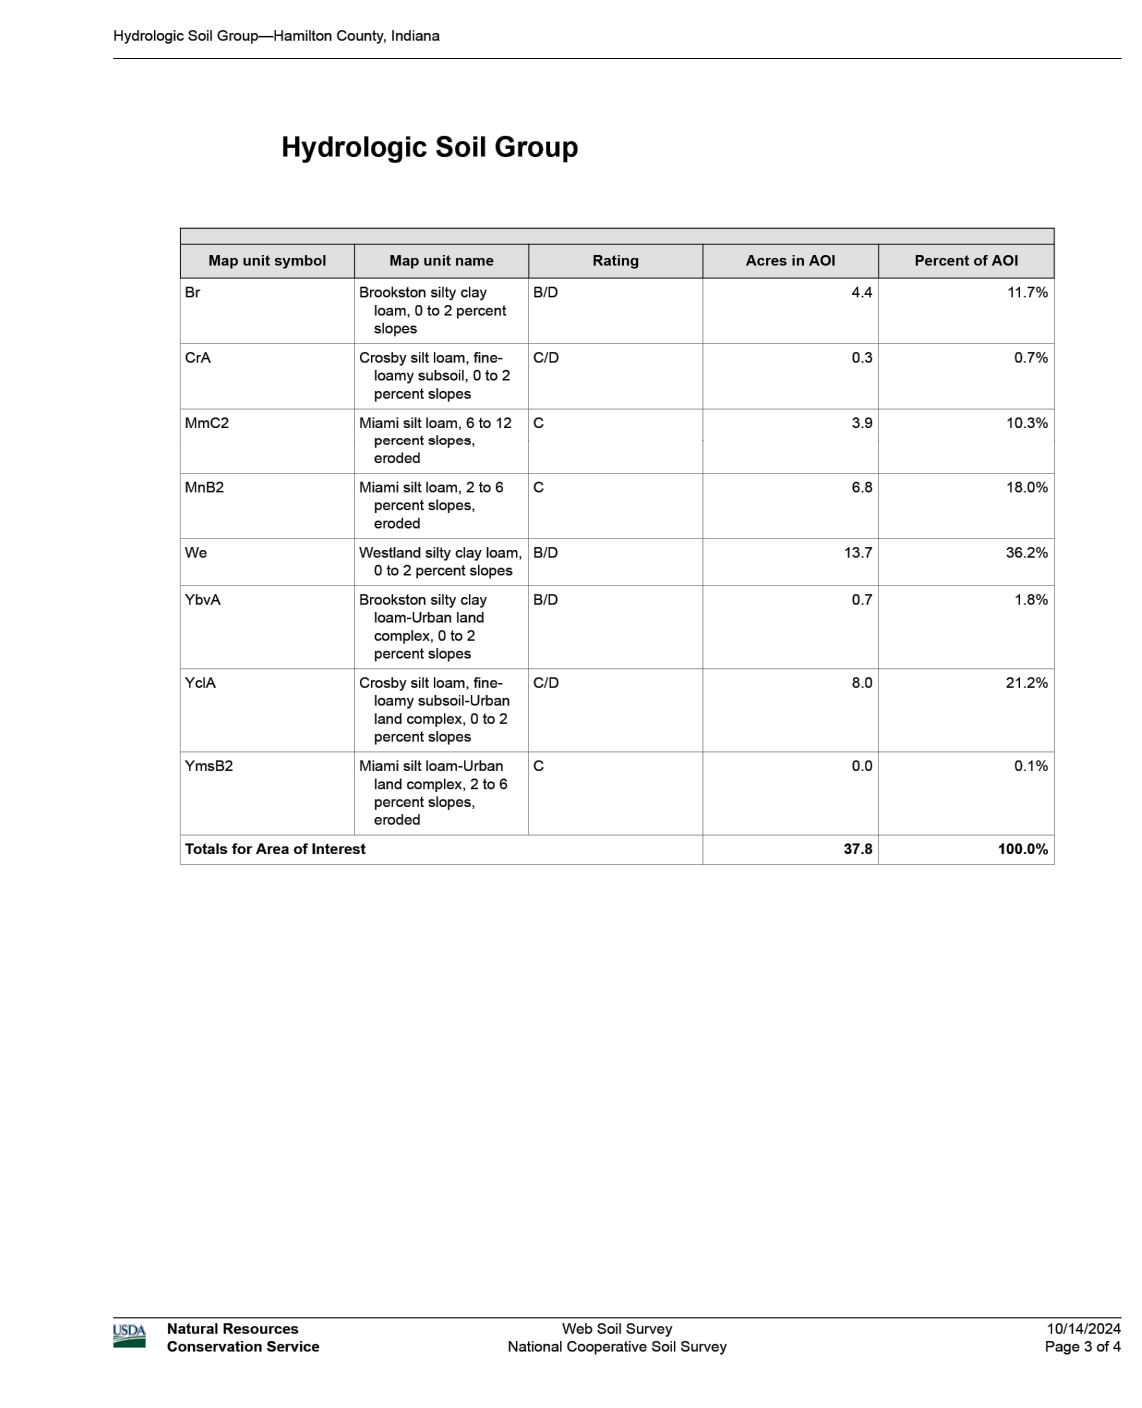 Hydrologic Soil Group—Hamilton County, Indiana
Hydrologic Soil Group
Map unit symbol Map unit name Rating Acres in AOI Percent of AOI
Br Brookston silty clay B/D 4.4 11.7%
loam, 0 to 2 percent
slopes
CrA Crosby silt loam, fine- C/D 0.3 0.7%
loamy subsoil, 0 to 2
percent slopes
MmC2 Miami silt loam, 6 to 12 C 3.9 10.3%
percent slopes,
eroded
MnB2 Miami silt loam, 2 to 6 C 6.8 18.0%
percent slopes,
eroded
We Westland silty clay loam, B/D 13.7 36.2%
0 to 2 percent slopes
YbvA Brookston silty clay B/D 0.7 1.8%
loam-Urban land
complex, 0 to 2
percent slopes
YclA Crosby silt loam, fine- C/D 8.0 21.2%
loamy subsoil-Urban
land complex, 0 to 2
percent slopes
YmsB2 Miami silt loam-Urban C 0.0 0.1%
land complex, 2 to 6
percent slopes,
eroded
Totals for Area of Interest 37.8 100.0%
USDA Natural Resources Web Soil Survey 10/14/2024
Conservation Service National Cooperative Soil Survey Page 3 of 4